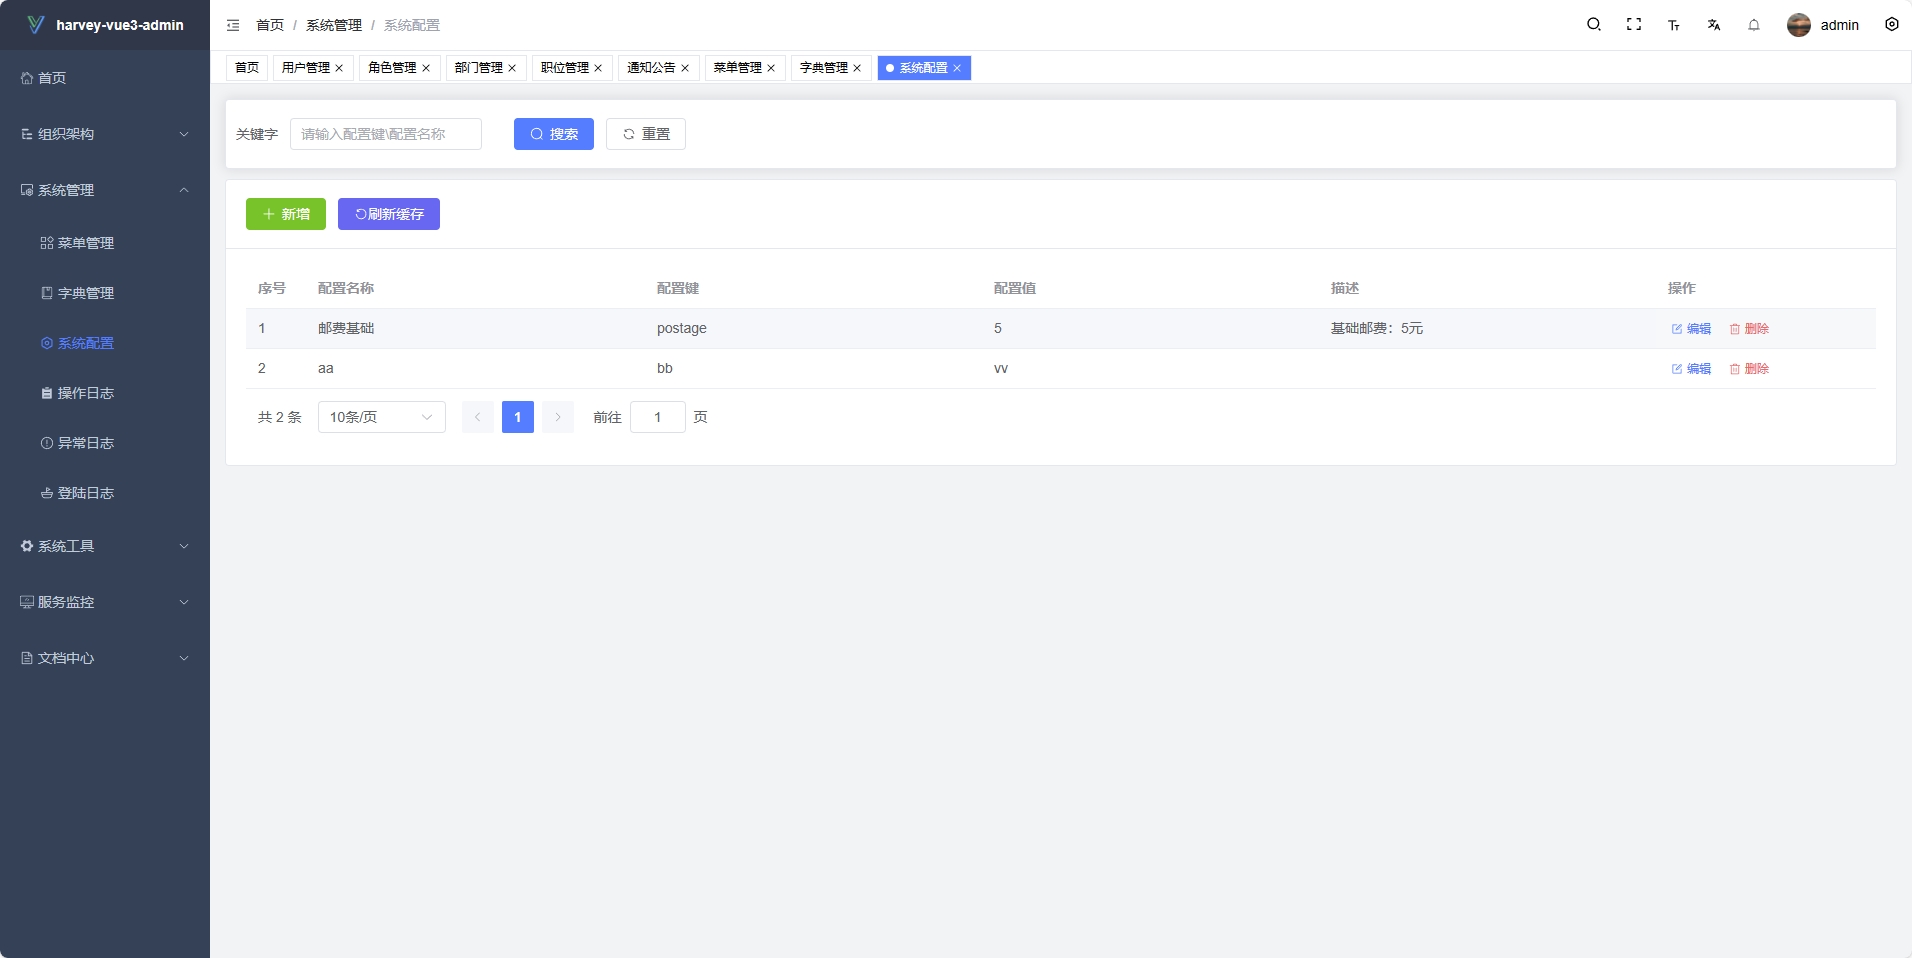 harvey-vue3-admin
首页
组织架构
系统管理
菜单管理
字典管理
系统配置
操作日志
异常日志
登陆日志
系统工具
服务监控
文档中心
首页 / 系统管理 / 系统配置
admin
首页 用户管理 角色管理 部门管理 职位管理 通知公告 菜单管理 字典管理 系统配置
关键字 请输入配置键\配置名称 搜索 重置
新增 刷新缓存
序号 配置名称 配置键 配置值 描述 操作
1 邮费基础 postage 5 基础邮费：5元 编辑 删除
2 aa bb vv 编辑 删除
共 2 条 10条/页 1 前往 1 页